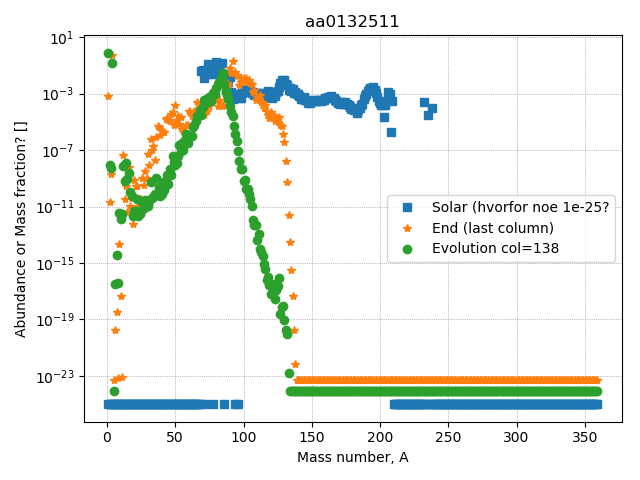 aa0132511
Abundance or Mass fraction? []
10^1
10^-3
10^-7
10^-11
10^-15
10^-19
10^-23
Solar (hvorfor noe 1e-25?
End (last column)
Evolution col=138
0 50 100 150 200 250 300 350
Mass number, A